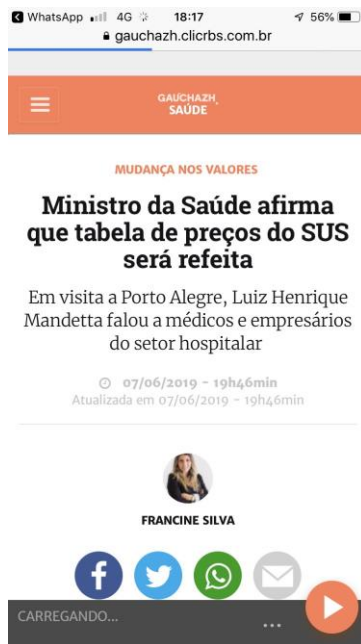 WhatsApp 4G 18:17 56%
gauchazh.clicrbs.com.br
GAÚCHAZH.
SAÚDE
MUDANÇA NOS VALORES
Ministro da Saúde afirma
que tabela de preços do SUS
será refeita
Em visita a Porto Alegre, Luiz Henrique
Mandetta falou a médicos e empresários
do setor hospitalar
07/06/2019 - 19h46min
Atualizada em 07/06/2019 - 19h46min
FRANCINE SILVA
CARREGANDO...